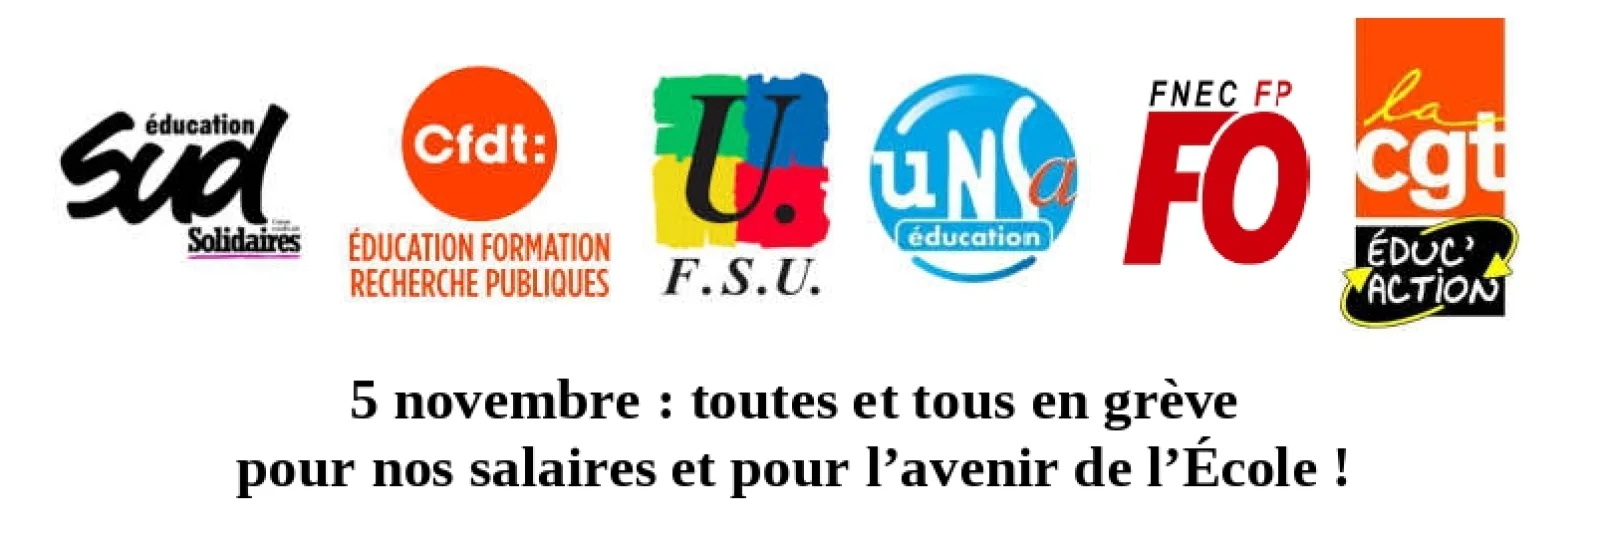 éducation
Sud
Solidaires
Cfdt:
ÉDUCATION FORMATION
RECHERCHE PUBLIQUES
U.
F.S.U.
uNSa
éducation
FNEC FP
FO
la
cgt
ÉDUC'
ACTiON
5 novembre : toutes et tous en grève
pour nos salaires et pour l’avenir de l’École !